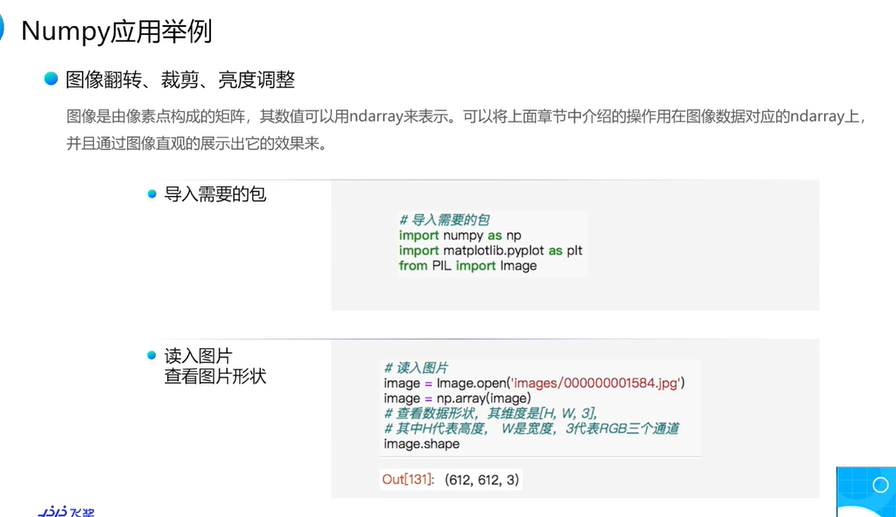 Numpy应用举例
图像翻转、裁剪、亮度调整
图像是由像素点构成的矩阵，其数值可以用ndarray来表示。可以将上面章节中介绍的操作用在图像数据对应的ndarray上，
并且通过图像直观的展示出它的效果来。
导入需要的包
# 导入需要的包
import numpy as np
import matplotlib.pyplot as plt
from PIL import Image
读入图片
查看图片形状
# 读入图片
image = Image.open('images/000000001584.jpg')
image = np.array(image)
# 查看数据形状，其维度是[H, W, 3],
# 其中H代表高度， W是宽度，3代表RGB三个通道
image.shape
Out[131]: (612, 612, 3)
飞桨